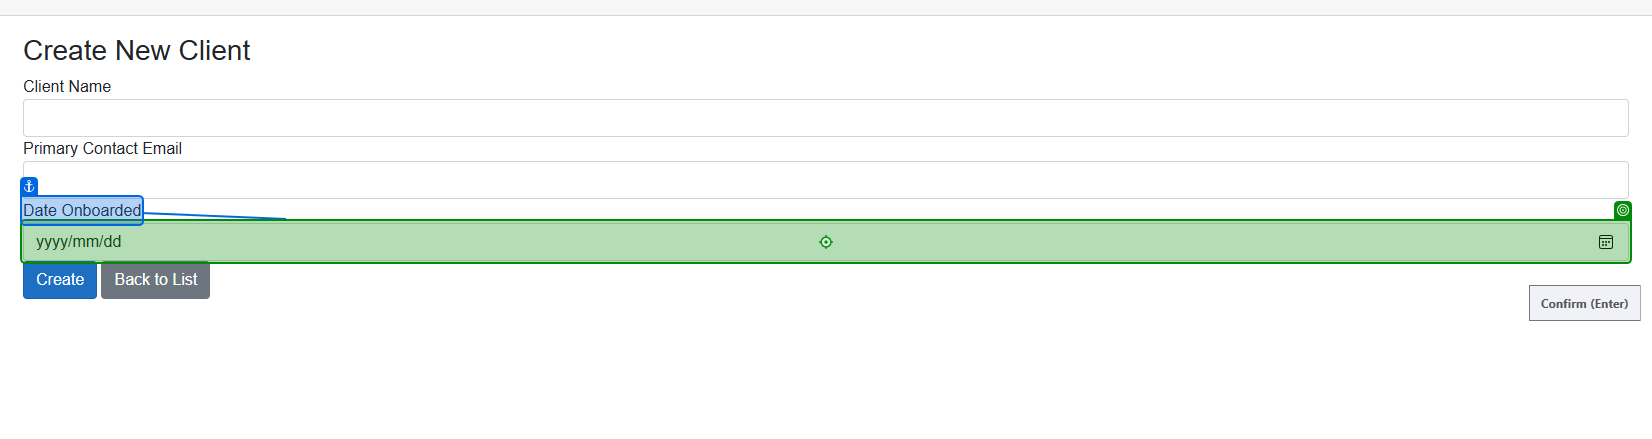 Create New Client
Client Name
Primary Contact Email
Date Onboarded
yyyy/mm/dd
Create Back to List
Confirm (Enter)